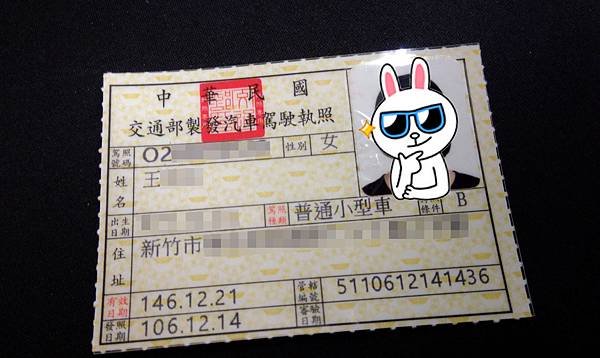 中華民國
交通部製發汽車駕駛執照
駕照號碼 O2 性別 女
姓名 王
出生日期 駕照種類 普通小型車 條件 B
住址 新竹市
有效日期 146.12.21 管轄編號 5110612141436
發照日期 106.12.14 審驗日期